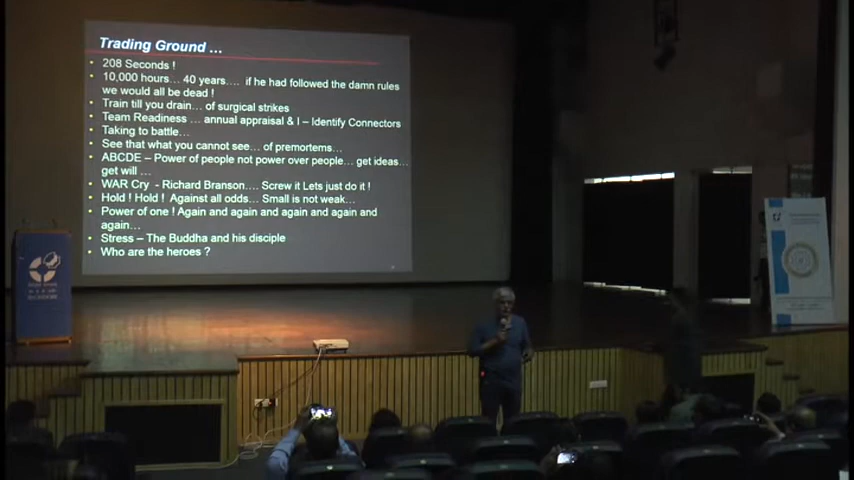 Trading Ground ...
208 Seconds !
10,000 hours... 40 years.... if he had followed the damn rules
we would all be dead !
Train till you drain... of surgical strikes
Team Readiness ... annual appraisal & I – Identify Connectors
Taking to battle...
See that what you cannot see... of premortems...
ABCDE – Power of people not power over people... get ideas...
get will ...
WAR Cry - Richard Branson.... Screw it Lets just do it !
Hold ! Hold ! Against all odds... Small is not weak...
Power of one ! Again and again and again and again and
again...
Stress – The Buddha and his disciple
Who are the heroes ?